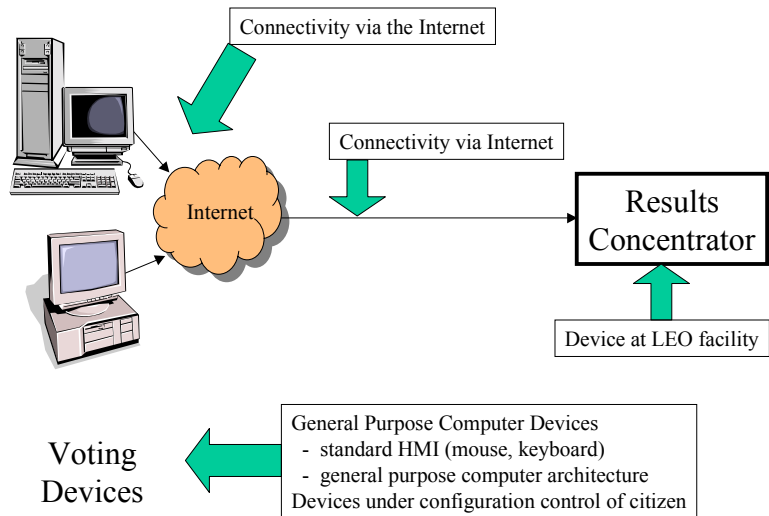 Connectivity via the Internet
Connectivity via Internet
Internet
Results
Concentrator
Device at LEO facility
Voting
Devices
General Purpose Computer Devices
- standard HMI (mouse, keyboard)
- general purpose computer architecture
Devices under configuration control of citizen